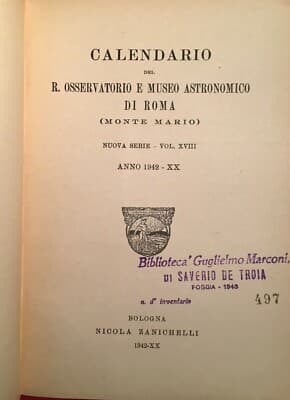 CALENDARIO
DEL
R. OSSERVATORIO E MUSEO ASTRONOMICO
DI ROMA
(MONTE MARIO)
NUOVA SERIE - VOL. XVIII
ANNO 1942 - XX
Biblioteca Guglielmo Marconi.
DI SAVERIO DE TROIA
FOGGIA - 1943
n. d' inventario
497
BOLOGNA
NICOLA ZANICHELLI
1942-XX